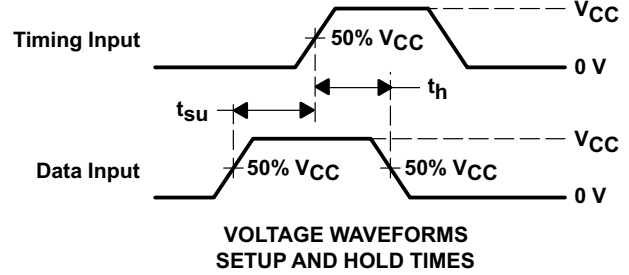 VCC
Timing Input
50% VCC
0 V
th
tsu
VCC
Data Input
50% VCC
50% VCC
0 V
VOLTAGE WAVEFORMS
SETUP AND HOLD TIMES